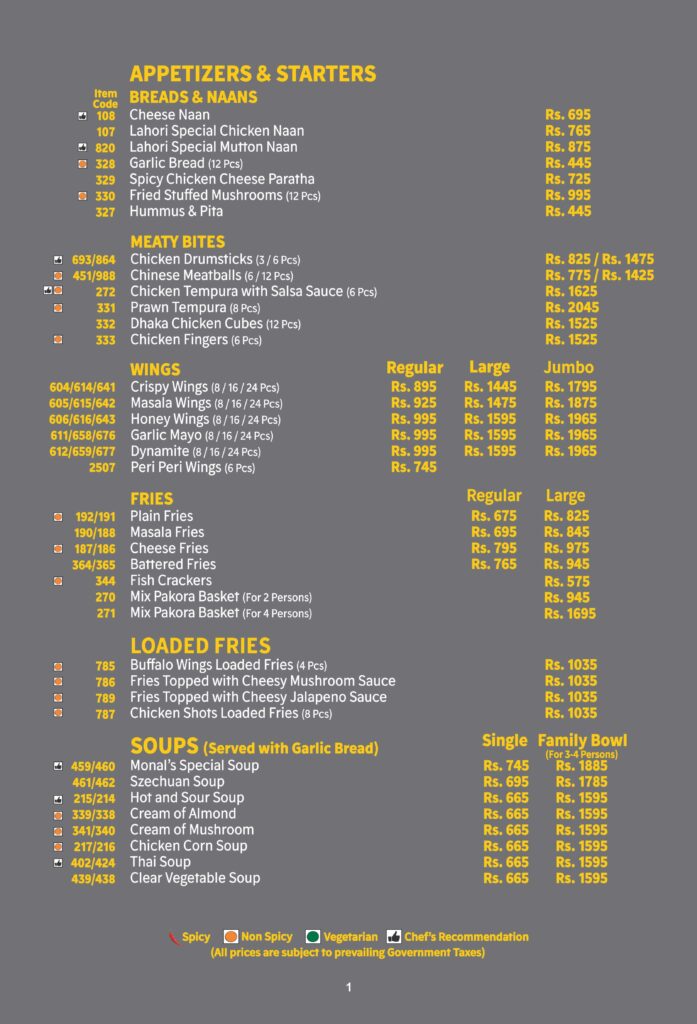 APPETIZERS & STARTERS
Item Code BREADS & NAANS
108 Cheese Naan Rs. 695
107 Lahori Special Chicken Naan Rs. 765
820 Lahori Special Mutton Naan Rs. 875
328 Garlic Bread (12 Pcs) Rs. 445
329 Spicy Chicken Cheese Paratha Rs. 725
330 Fried Stuffed Mushrooms (12 Pcs) Rs. 995
327 Hummus & Pita Rs. 445
MEATY BITES
693/864 Chicken Drumsticks (3 / 6 Pcs) Rs. 825 / Rs. 1475
451/988 Chinese Meatballs (6 / 12 Pcs) Rs. 775 / Rs. 1425
272 Chicken Tempura with Salsa Sauce (6 Pcs) Rs. 1625
331 Prawn Tempura (8 Pcs) Rs. 2045
332 Dhaka Chicken Cubes (12 Pcs) Rs. 1525
333 Chicken Fingers (6 Pcs) Rs. 1525
WINGS Regular Large Jumbo
604/614/641 Crispy Wings (8 / 16 / 24 Pcs) Rs. 895 Rs. 1445 Rs. 1795
605/615/642 Masala Wings (8 / 16 / 24 Pcs) Rs. 925 Rs. 1475 Rs. 1875
606/616/643 Honey Wings (8 / 16 / 24 Pcs) Rs. 995 Rs. 1595 Rs. 1965
611/658/676 Garlic Mayo (8 / 16 / 24 Pcs) Rs. 995 Rs. 1595 Rs. 1965
612/659/677 Dynamite (8 / 16 / 24 Pcs) Rs. 995 Rs. 1595 Rs. 1965
2507 Peri Peri Wings (6 Pcs) Rs. 745
FRIES Regular Large
192/191 Plain Fries Rs. 675 Rs. 825
190/188 Masala Fries Rs. 695 Rs. 845
187/186 Cheese Fries Rs. 795 Rs. 975
364/365 Battered Fries Rs. 765 Rs. 945
344 Fish Crackers Rs. 575
270 Mix Pakora Basket (For 2 Persons) Rs. 945
271 Mix Pakora Basket (For 4 Persons) Rs. 1695
LOADED FRIES
785 Buffalo Wings Loaded Fries (4 Pcs) Rs. 1035
786 Fries Topped with Cheesy Mushroom Sauce Rs. 1035
789 Fries Topped with Cheesy Jalapeno Sauce Rs. 1035
787 Chicken Shots Loaded Fries (8 Pcs) Rs. 1035
SOUPS (Served with Garlic Bread) Single Family Bowl
(For 3-4 Persons)
459/460 Monal's Special Soup Rs. 745 Rs. 1885
461/462 Szechuan Soup Rs. 695 Rs. 1785
215/214 Hot and Sour Soup Rs. 665 Rs. 1595
339/338 Cream of Almond Rs. 665 Rs. 1595
341/340 Cream of Mushroom Rs. 665 Rs. 1595
217/216 Chicken Corn Soup Rs. 665 Rs. 1595
402/424 Thai Soup Rs. 665 Rs. 1595
439/438 Clear Vegetable Soup Rs. 665 Rs. 1595
Spicy Non Spicy Vegetarian Chef's Recommendation
(All prices are subject to prevailing Government Taxes)
1